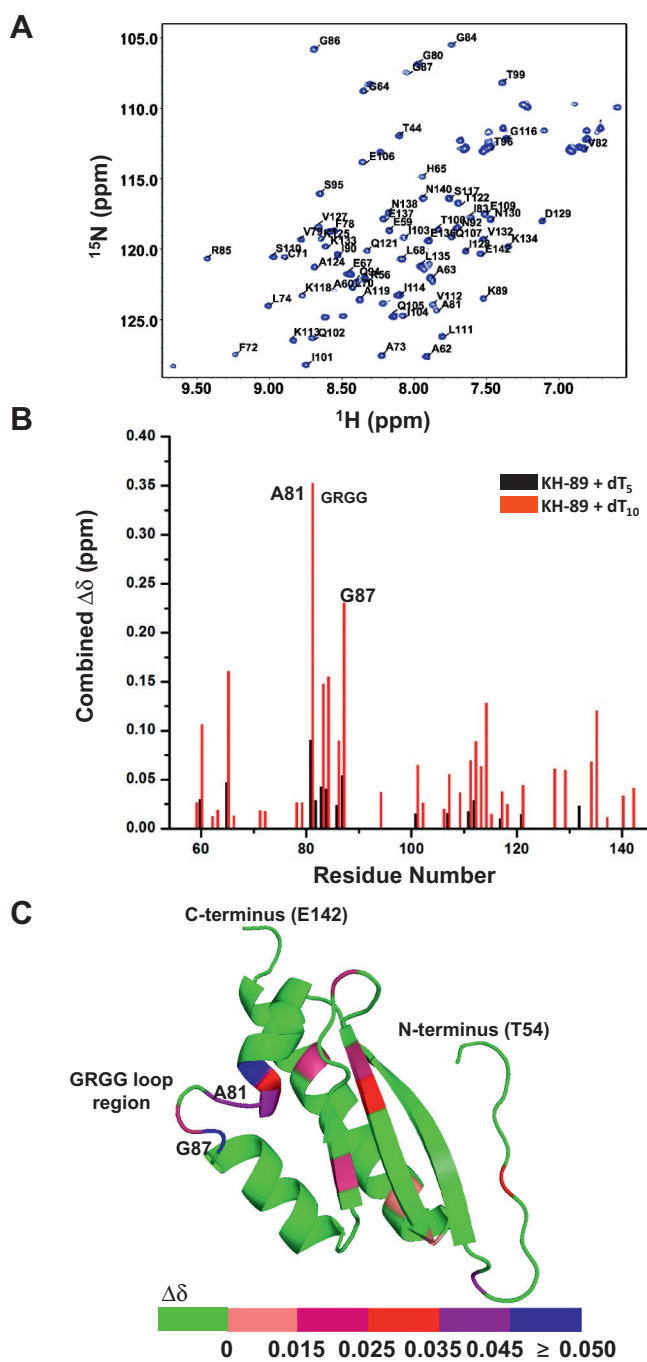 A
105.0
110.0
115.0
120.0
125.0
15N (ppm)
G86
G84
G80
G87
G64
T99
T44
G116
T96
V82
E106
H65
S95
N140
S117
T122
N138
E137
I83
E109
N130
D129
V127
F78
E59
T100
N92
V79
K125
I103
E136
Q107
V132
K133
K134
R85
S110
C71
I90
Q121
I128
E142
L68
L135
A124
E67
A63
Q94
R56
K118
A60
L70
I114
K89
L74
A119
V112
Q105
A81
I104
K113
Q102
L111
F72
A73
A62
I101
9.50
9.00
8.50
8.00
7.50
7.00
1H (ppm)
B
0.40
0.35
0.30
0.25
0.20
0.15
0.10
0.05
0.00
Combined Δδ (ppm)
A81
GRGG
G87
KH-89 + dT5
KH-89 + dT10
60
80
100
120
140
Residue Number
C
C-terminus (E142)
N-terminus (T54)
GRGG loop
region
A81
G87
Δδ
0 0.015 0.025 0.035 0.045 ≥ 0.050